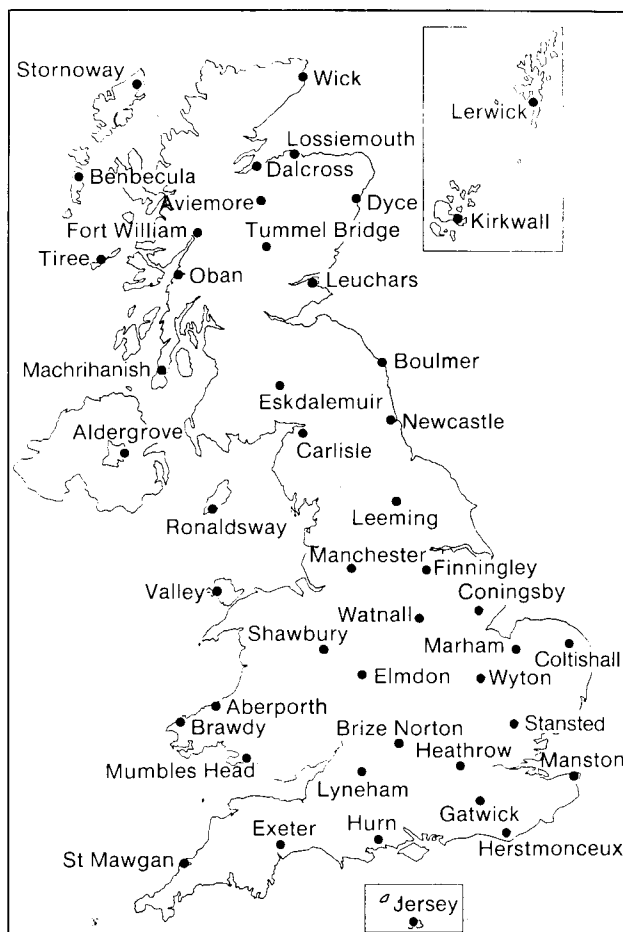 Stornoway
Wick
Lerwick
Lossiemouth
Dalcross
Benbecula
Aviemore
Dyce
Kirkwall
Fort William
Tummel Bridge
Tiree
Oban
Leuchars
Machrihanish
Boulmer
Eskdalemuir
Newcastle
Aldergrove
Carlisle
Ronaldsway
Leeming
Manchester
Finningley
Valley
Coningsby
Watnall
Shawbury
Marham
Coltishall
Elmdon
Wyton
Aberporth
Brawdy
Stansted
Brize Norton
Heathrow
Manston
Mumbles Head
Lyneham
Gatwick
Exeter
Hurn
Herstmonceux
St Mawgan
Jersey